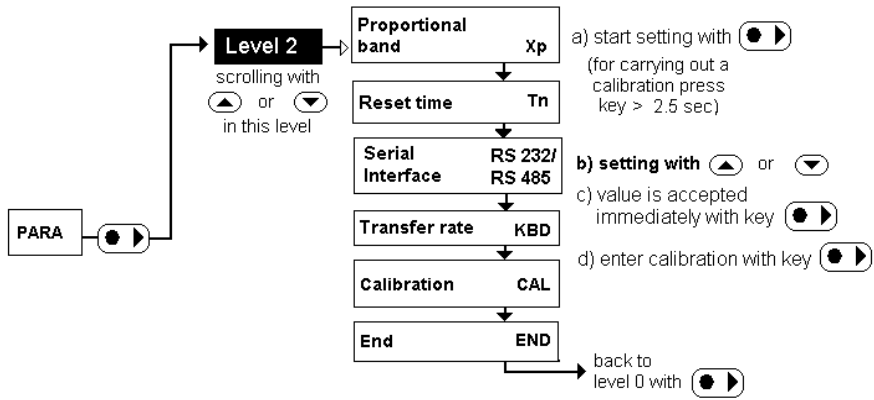 Level 2
scrolling with
or
in this level
PARA
Proportional
band Xp
Reset time Tn
Serial RS 232/
Interface RS 485
Transfer rate KBD
Calibration CAL
End END
a) start setting with
(for carrying out a
calibration press
key > 2.5 sec)
b) setting with or
c) value is accepted
immediately with key
d) enter calibration with key
back to
level 0 with